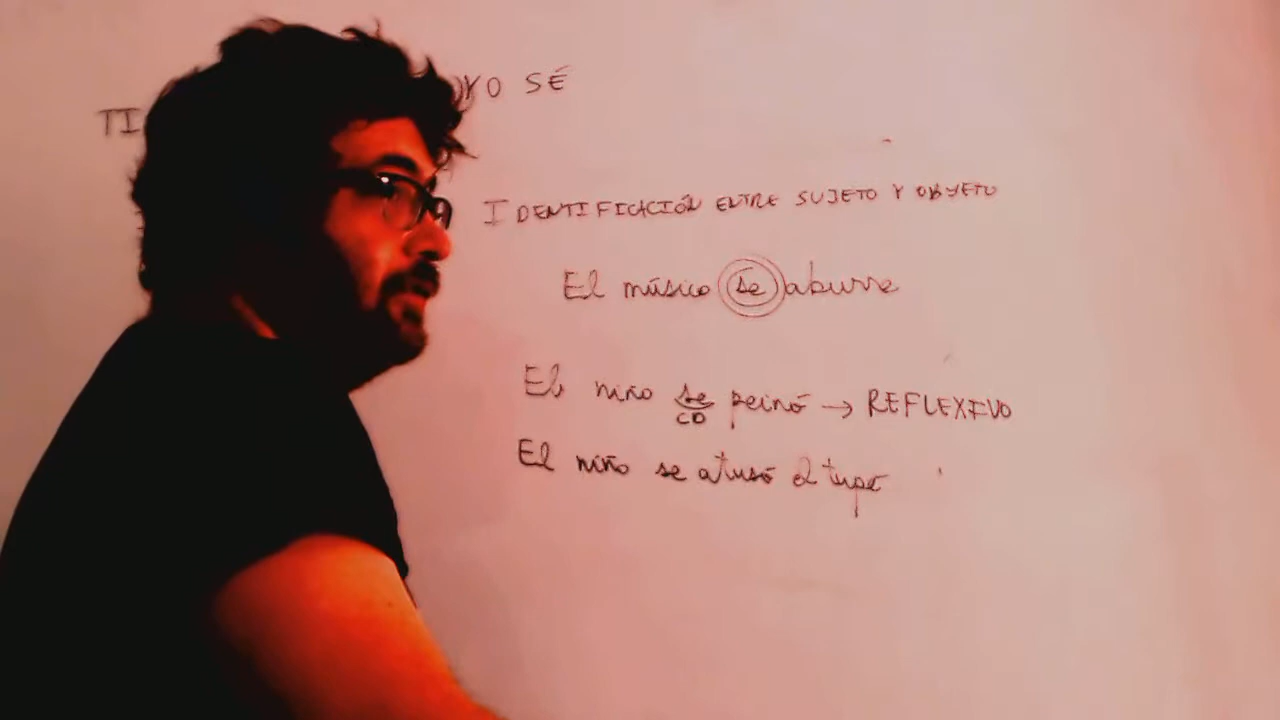 TI YO SÉ
IDENTIFICACIÓN ENTRE SUJETO Y OBJETO
El músico se aburre
El niño se peinó → REFLEXIVO
CD
El niño se atusó el tupé